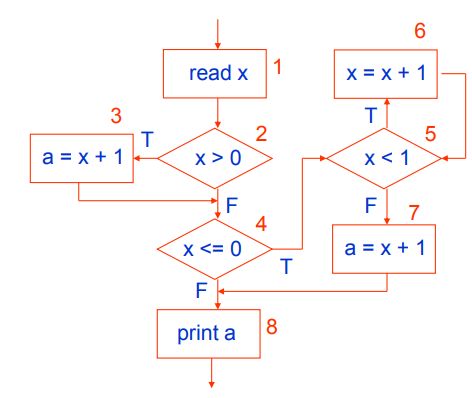 read x
1
2
x > 0
T
3
a = x + 1
F
4
x <= 0
T
F
5
x < 1
T
6
x = x + 1
F
7
a = x + 1
8
print a